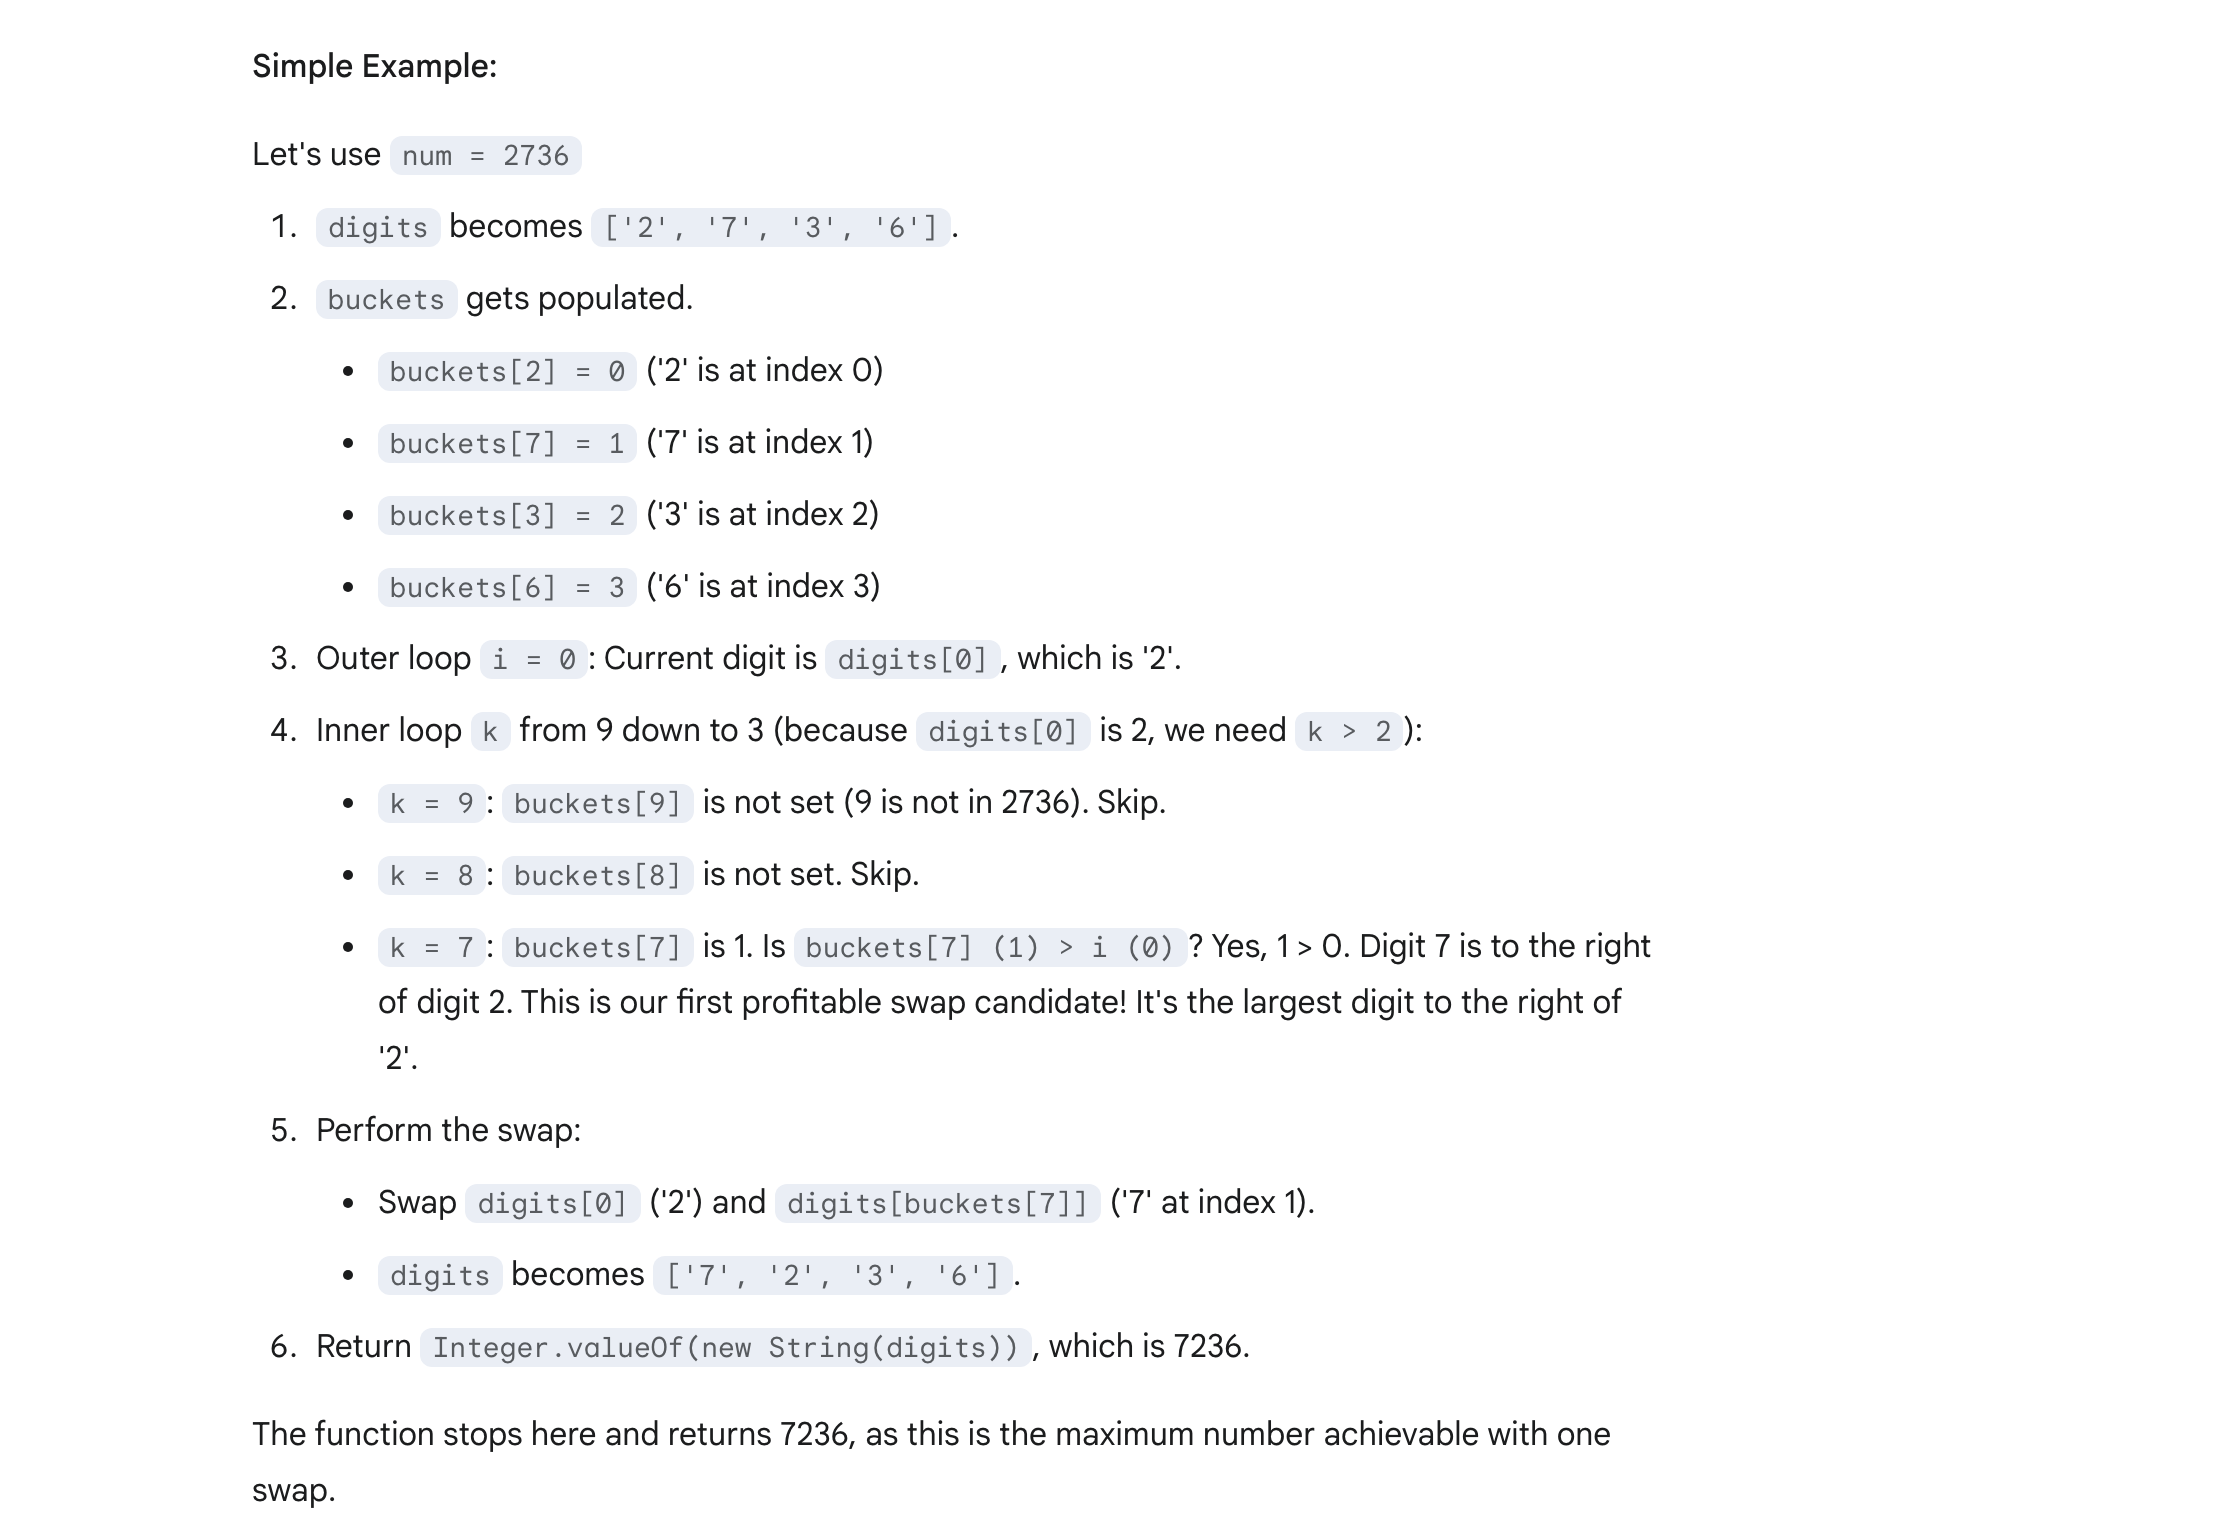 Simple Example:
Let's use num = 2736
1. digits becomes ['2', '7', '3', '6'].
2. buckets gets populated.
• buckets[2] = 0 ('2' is at index 0)
• buckets[7] = 1 ('7' is at index 1)
• buckets[3] = 2 ('3' is at index 2)
• buckets[6] = 3 ('6' is at index 3)
3. Outer loop i = 0: Current digit is digits[0], which is '2'.
4. Inner loop k from 9 down to 3 (because digits[0] is 2, we need k > 2):
• k = 9: buckets[9] is not set (9 is not in 2736). Skip.
• k = 8: buckets[8] is not set. Skip.
• k = 7: buckets[7] is 1. Is buckets[7] (1) > i (0)? Yes, 1 > 0. Digit 7 is to the right
of digit 2. This is our first profitable swap candidate! It's the largest digit to the right of
'2'.
5. Perform the swap:
• Swap digits[0] ('2') and digits[buckets[7]] ('7' at index 1).
• digits becomes ['7', '2', '3', '6'].
6. Return Integer.valueOf(new String(digits)), which is 7236.
The function stops here and returns 7236, as this is the maximum number achievable with one
swap.